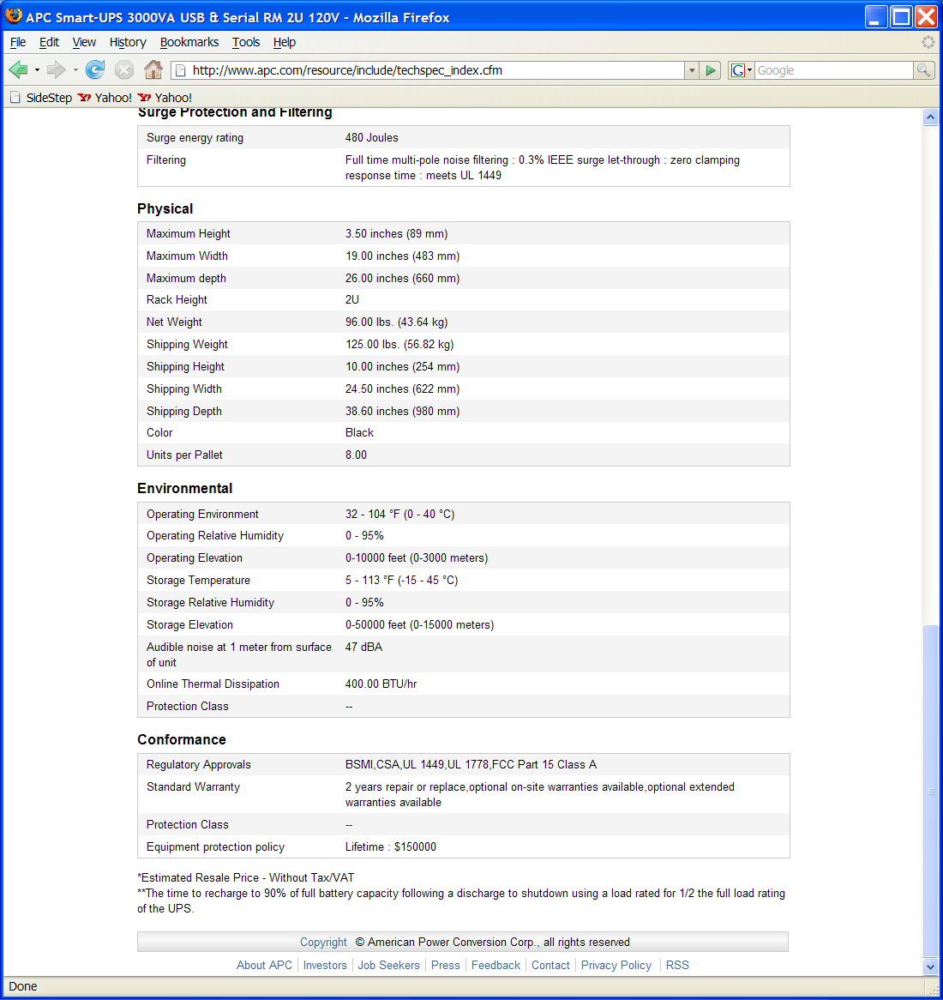 APC Smart-UPS 3000VA USB & Serial RM 2U 120V - Mozilla Firefox
File Edit View History Bookmarks Tools Help
http://www.apc.com/resource/include/techspec_index.cfm G Google
SideStep Yahoo! Yahoo!
Surge Protection and Filtering
Surge energy rating 480 Joules
Filtering Full time multi-pole noise filtering : 0.3% IEEE surge let-through : zero clamping
response time : meets UL 1449
Physical
Maximum Height 3.50 inches (89 mm)
Maximum Width 19.00 inches (483 mm)
Maximum depth 26.00 inches (660 mm)
Rack Height 2U
Net Weight 96.00 lbs. (43.64 kg)
Shipping Weight 125.00 lbs. (56.82 kg)
Shipping Height 10.00 inches (254 mm)
Shipping Width 24.50 inches (622 mm)
Shipping Depth 38.60 inches (980 mm)
Color Black
Units per Pallet 8.00
Environmental
Operating Environment 32 - 104 °F (0 - 40 °C)
Operating Relative Humidity 0 - 95%
Operating Elevation 0-10000 feet (0-3000 meters)
Storage Temperature 5 - 113 °F (-15 - 45 °C)
Storage Relative Humidity 0 - 95%
Storage Elevation 0-50000 feet (0-15000 meters)
Audible noise at 1 meter from surface 47 dBA
of unit
Online Thermal Dissipation 400.00 BTU/hr
Protection Class --
Conformance
Regulatory Approvals BSMI,CSA,UL 1449,UL 1778,FCC Part 15 Class A
Standard Warranty 2 years repair or replace,optional on-site warranties available,optional extended
warranties available
Protection Class --
Equipment protection policy Lifetime : $150000
*Estimated Resale Price - Without Tax/VAT
**The time to recharge to 90% of full battery capacity following a discharge to shutdown using a load rated for 1/2 the full load rating
of the UPS.
Copyright © American Power Conversion Corp., all rights reserved
About APC Investors Job Seekers Press Feedback Contact Privacy Policy RSS
Done